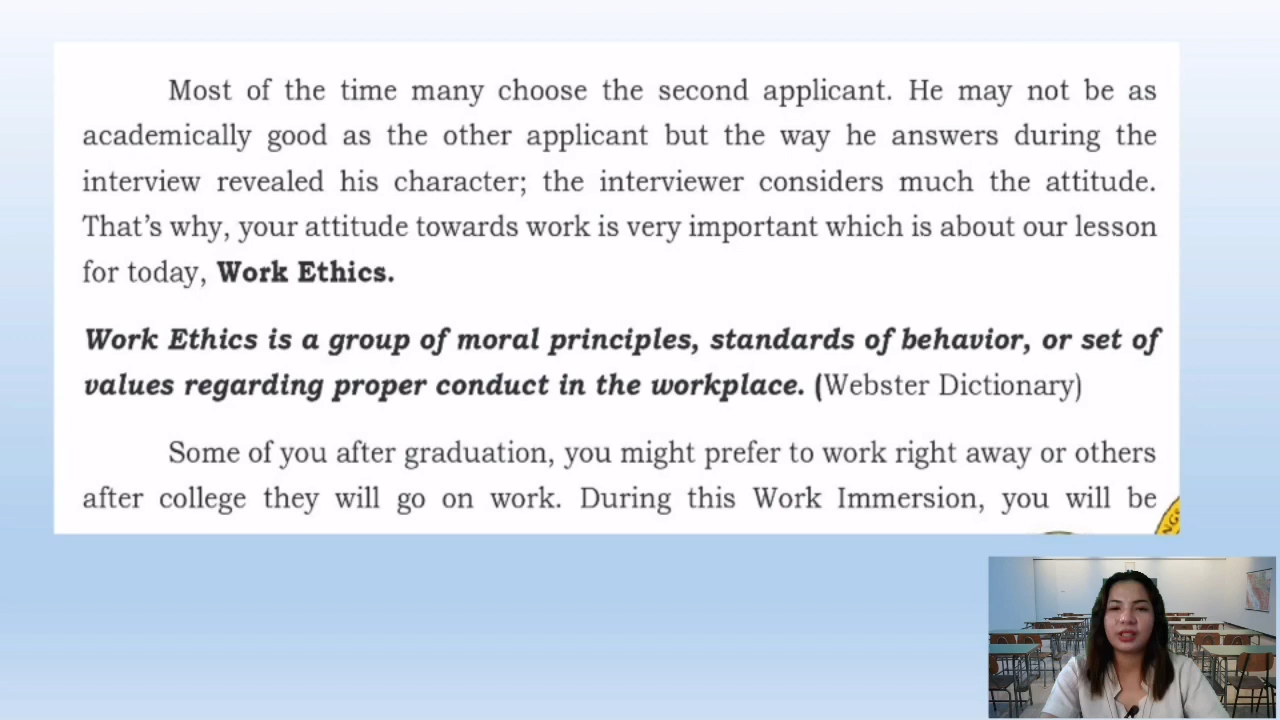 Most of the time many choose the second applicant. He may not be as
academically good as the other applicant but the way he answers during the
interview revealed his character; the interviewer considers much the attitude.
That's why, your attitude towards work is very important which is about our lesson
for today, Work Ethics.
Work Ethics is a group of moral principles, standards of behavior, or set of
values regarding proper conduct in the workplace. (Webster Dictionary)
Some of you after graduation, you might prefer to work right away or others
after college they will go on work. During this Work Immersion, you will be